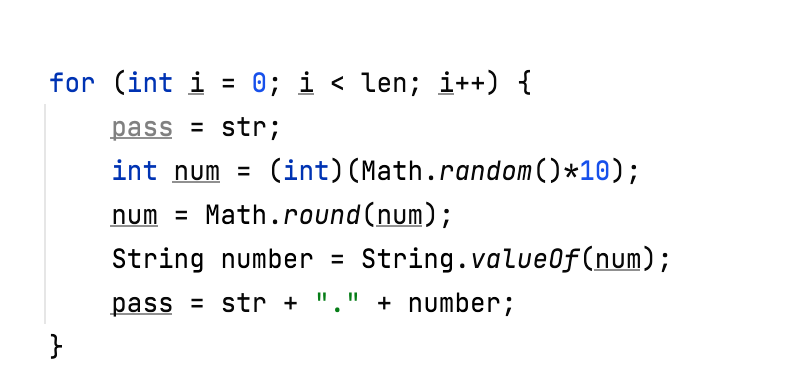 for (int i = 0; i < len; i++) {
    pass = str;
    int num = (int)(Math.random()*10);
    num = Math.round(num);
    String number = String.valueOf(num);
    pass = str + "." + number;
}